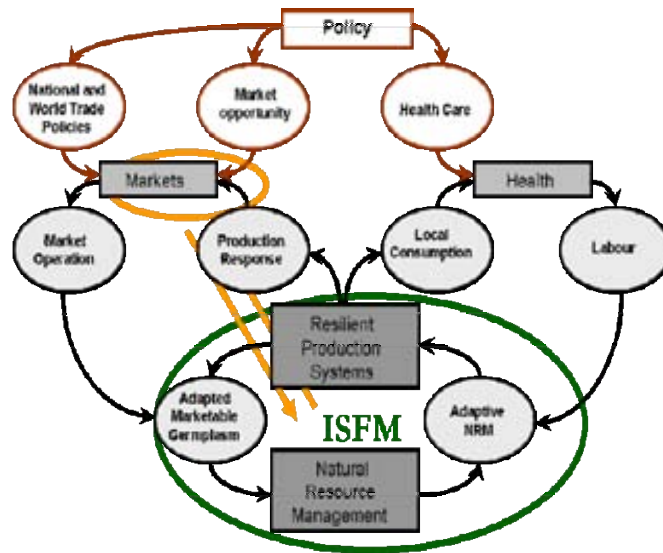 Policy
National and
World Trade
Policies
Market
opportunity
Health Care
Markets
Health
Market
Operation
Production
Response
Local
Consumption
Labour
Resilient
Production
Systems
Adapted
Marketable
Germplasm
ISFM
Adaptive
NRM
Natural
Resource
Management